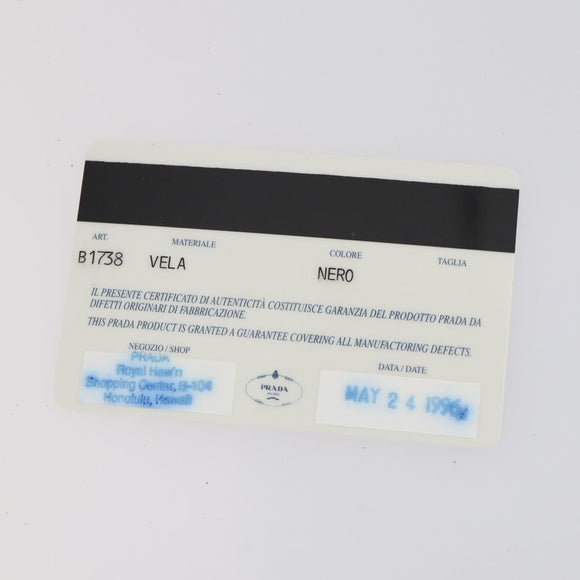 ART. MATERIALE COLORE TAGLIA
B1738 VELA NERO
IL PRESENTE CERTIFICATO DI AUTENTICITÀ COSTITUISCE GARANZIA DEL PRODOTTO PRADA DA
DIFETTI ORIGINARI DI FABBRICAZIONE.
THIS PRADA PRODUCT IS GRANTED A GUARANTEE COVERING ALL MANUFACTORING DEFECTS.
NEGOZIO / SHOP
PRADA
Royal Haw'n
Shopping Center, B-104
Honolulu, Hawaii
PRADA
MILANO
DATA / DATE
MAY 24 1996